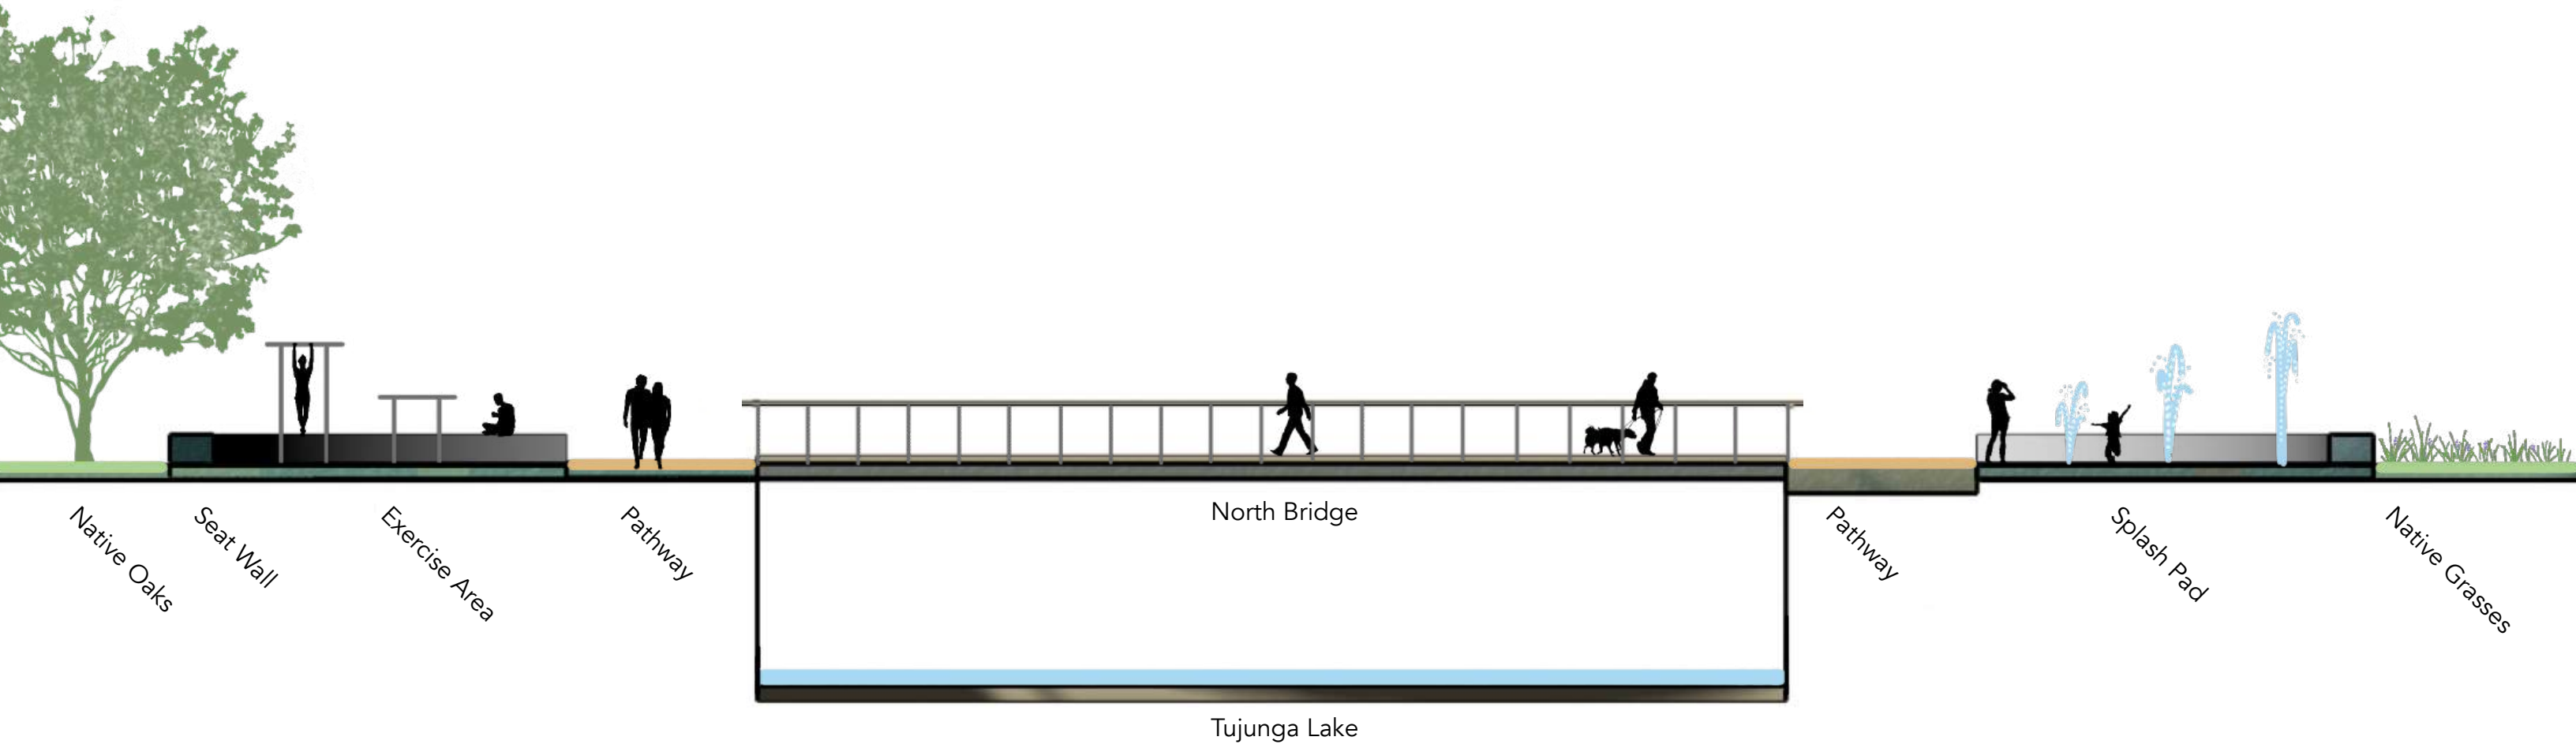 Native Oaks
Seat Wall
Exercise Area
Pathway
North Bridge
Pathway
Splash Pad
Native Grasses
Tujunga Lake